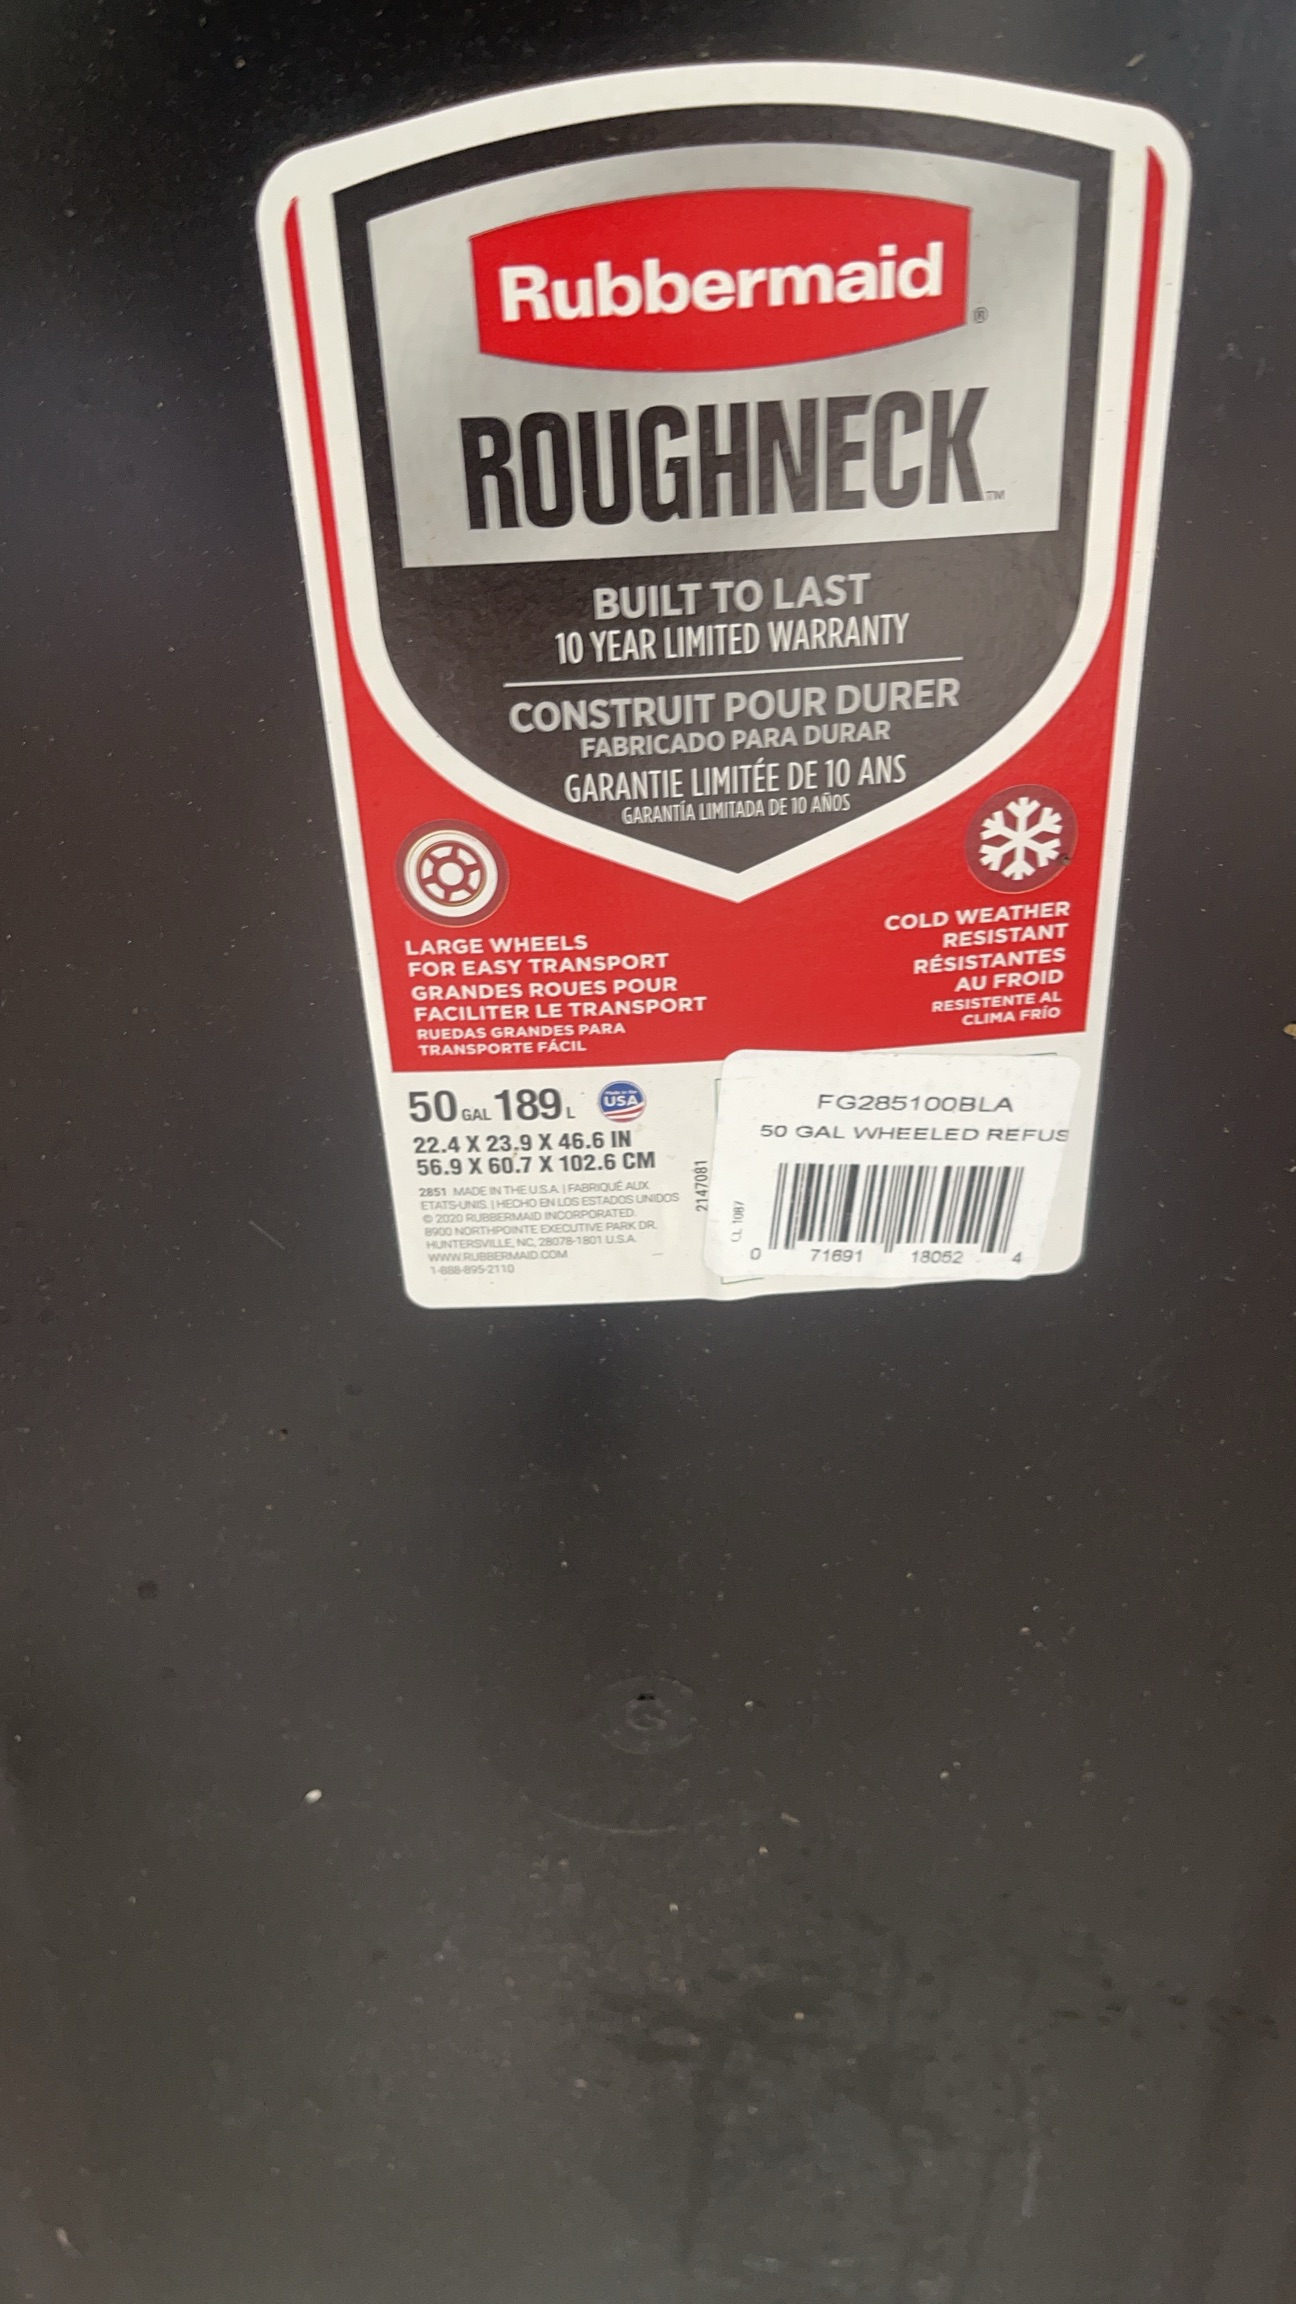 Rubbermaid
®
ROUGHNECK™
BUILT TO LAST
10 YEAR LIMITED WARRANTY
CONSTRUIT POUR DURER
FABRICADO PARA DURAR
GARANTIE LIMITÉE DE 10 ANS
GARANTÍA LIMITADA DE 10 AÑOS
LARGE WHEELS
FOR EASY TRANSPORT
GRANDES ROUES POUR
FACILITER LE TRANSPORT
RUEDAS GRANDES PARA
TRANSPORTE FÁCIL
COLD WEATHER
RESISTANT
RÉSISTANTES
AU FROID
RESISTENTE AL
CLIMA FRÍO
50 GAL 189 L
Made in the
USA
22.4 X 23.9 X 46.6 IN
56.9 X 60.7 X 102.6 CM
2851 MADE IN THE U.S.A. | FABRIQUÉ AUX
ETATS-UNIS. | HECHO EN LOS ESTADOS UNIDOS
© 2020 RUBBERMAID INCORPORATED.
8900 NORTHPOINTE EXECUTIVE PARK DR.
HUNTERSVILLE, NC, 28078-1801 U.S.A.
WWW.RUBBERMAID.COM
1-888-895-2110
2147081
FG285100BLA
50 GAL WHEELED REFUS
CL 1087
0 71691 18052 4
G